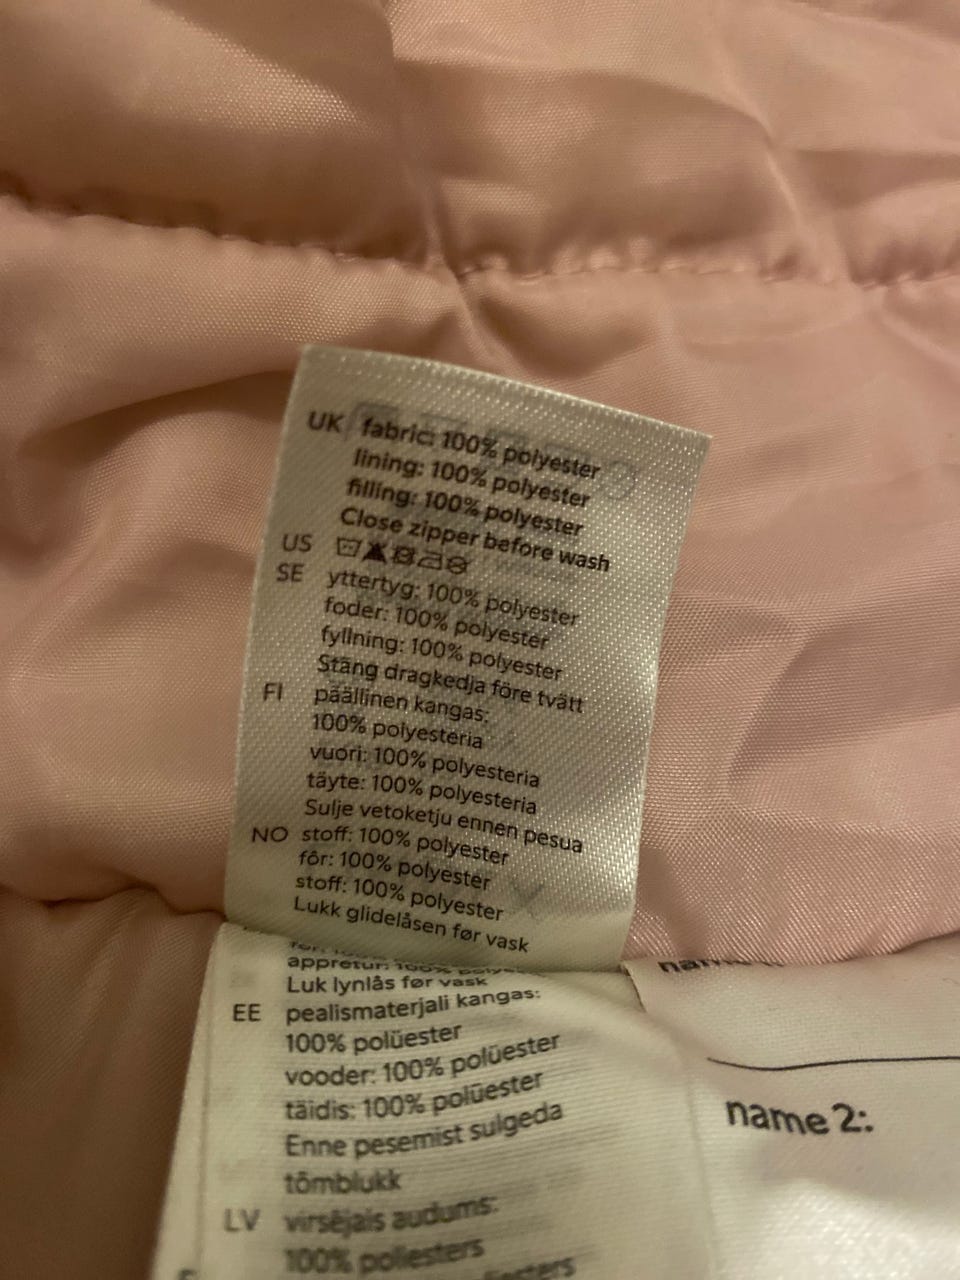 UK fabric: 100% polyester
lining: 100% polyester
filling: 100% polyester
Close zipper before wash
US
SE yttertyg: 100% polyester
foder: 100% polyester
fyllning: 100% polyester
Stäng dragkedja före tvätt
FI päällinen kangas:
100% polyesteria
vuori: 100% polyesteria
täyte: 100% polyesteria
Sulje vetoketju ennen pesua
NO stoff: 100% polyester
fôr: 100% polyester
stoff: 100% polyester
Lukk glidelåsen før vask
appretur: 100%
Luk lynlås før vask
EE pealismaterjali kangas:
100% polüester
vooder: 100% polüester
täidis: 100% polüester
Enne pesemist sulgeda
tõmblukk
LV virsējais audums:
100% poliesters
name 2: